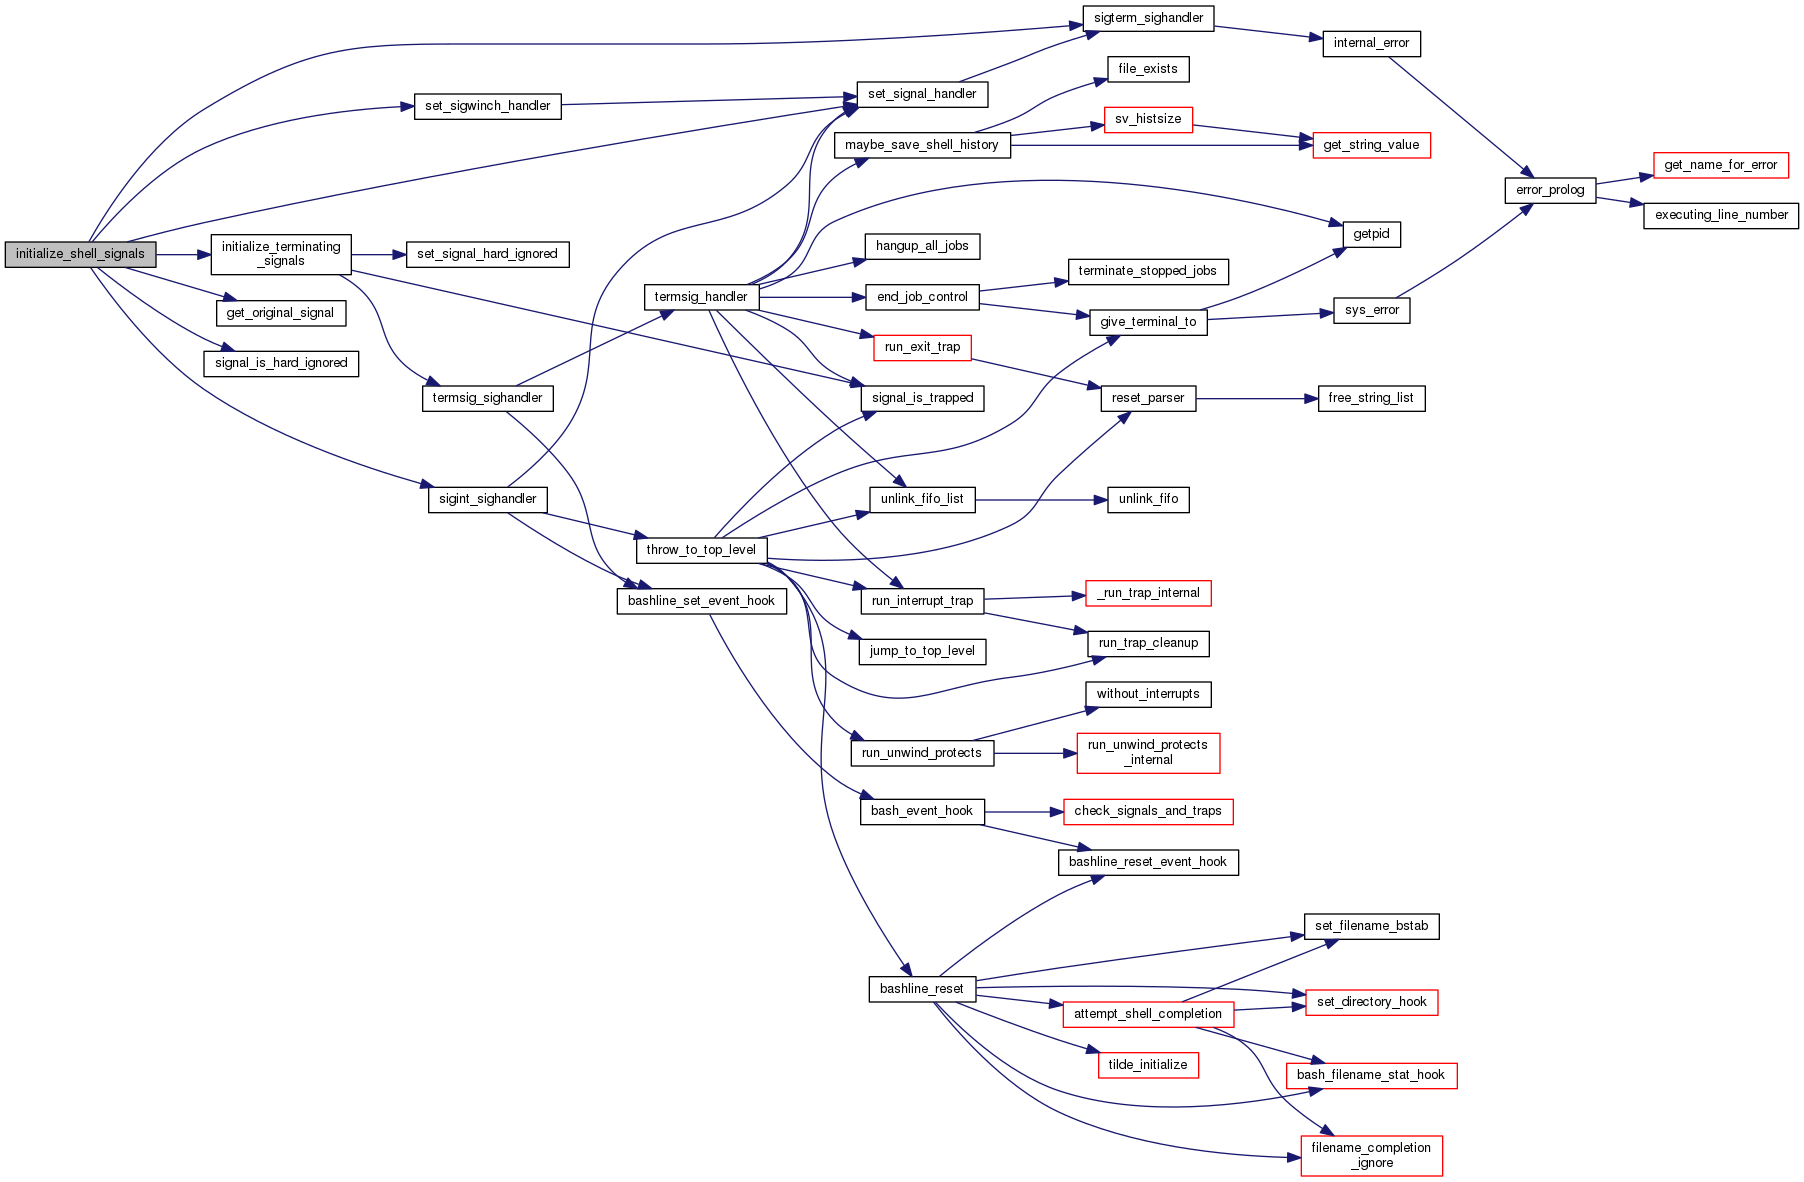 initialize_shell_signals
set_sigwinch_handler
initialize_terminating
_signals
get_original_signal
signal_is_hard_ignored
set_signal_hard_ignored
termsig_sighandler
sigint_sighandler
termsig_handler
throw_to_top_level
bashline_set_event_hook
set_signal_handler
maybe_save_shell_history
hangup_all_jobs
end_job_control
run_exit_trap
signal_is_trapped
unlink_fifo_list
run_interrupt_trap
jump_to_top_level
run_unwind_protects
bash_event_hook
bashline_reset
sigterm_sighandler
file_exists
sv_histsize
terminate_stopped_jobs
give_terminal_to
reset_parser
unlink_fifo
_run_trap_internal
run_trap_cleanup
without_interrupts
run_unwind_protects
_internal
check_signals_and_traps
bashline_reset_event_hook
attempt_shell_completion
tilde_initialize
internal_error
get_string_value
getpid
sys_error
free_string_list
set_filename_bstab
set_directory_hook
bash_filename_stat_hook
filename_completion
_ignore
error_prolog
get_name_for_error
executing_line_number